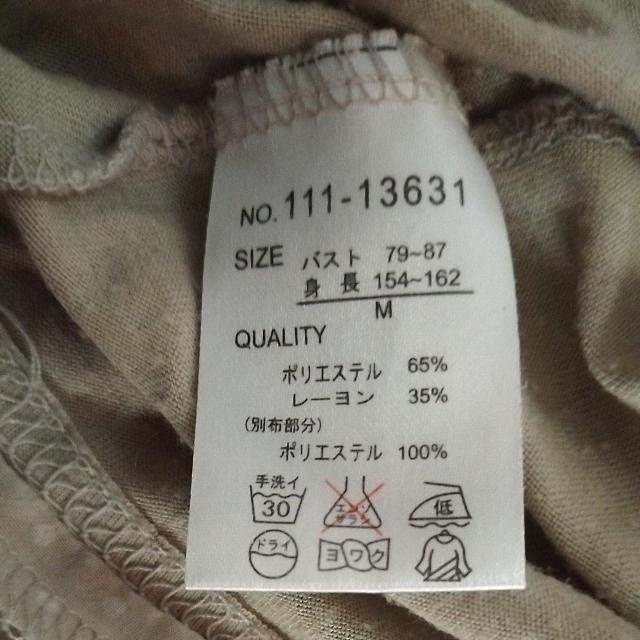 NO. 111-13631
SIZE バスト 79~87
身長 154~162
M
QUALITY
ポリエステル 65%
レーヨン 35%
(別布部分)
ポリエステル 100%
手洗イ
30
エンソサラシ
低
ドライ
ヨワク